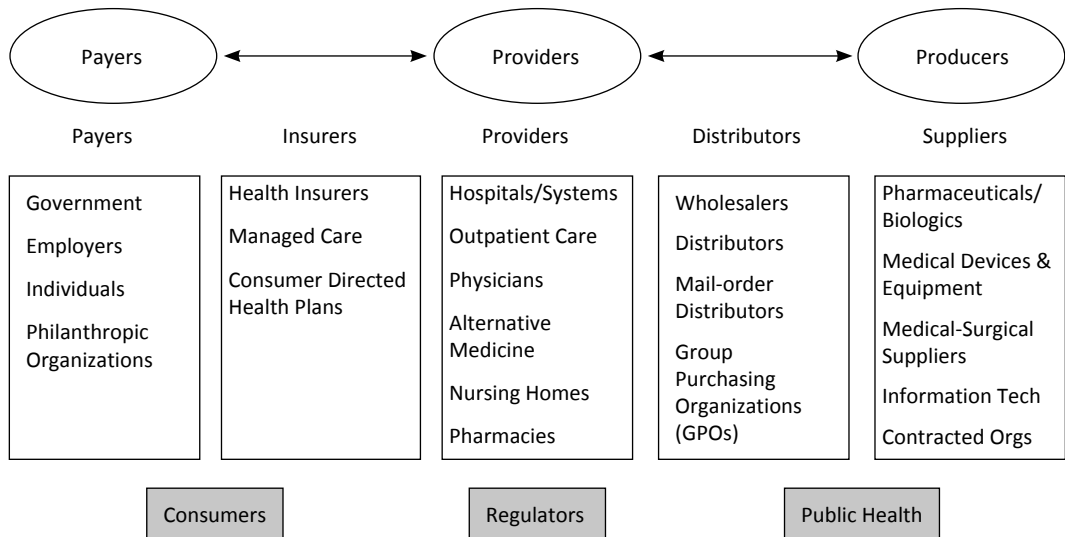 Payers
Providers
Producers
Payers
Insurers
Providers
Distributors
Suppliers
Government
Employers
Individuals
Philanthropic
Organizations
Health Insurers
Managed Care
Consumer Directed
Health Plans
Hospitals/Systems
Outpatient Care
Physicians
Alternative
Medicine
Nursing Homes
Pharmacies
Wholesalers
Distributors
Mail-order
Distributors
Group
Purchasing
Organizations
(GPOs)
Pharmaceuticals/
Biologics
Medical Devices &
Equipment
Medical-Surgical
Suppliers
Information Tech
Contracted Orgs
Consumers
Regulators
Public Health